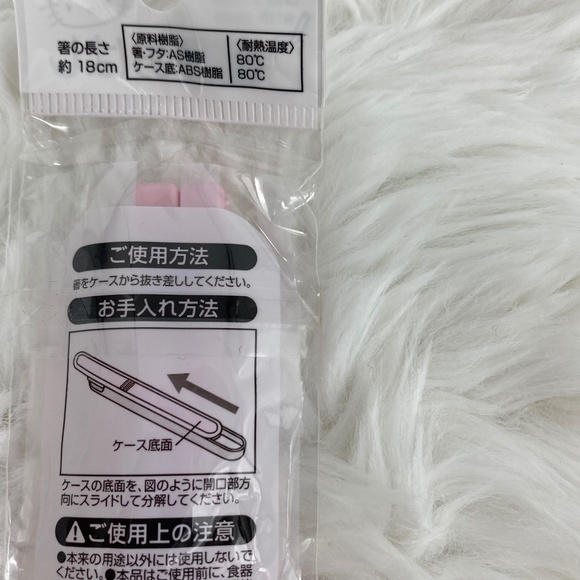 箸の長さ
約18cm
〈原料樹脂〉
箸・フタ:AS樹脂
ケース底:ABS樹脂
〈耐熱温度〉
80℃
80℃
ご使用方法
箸をケースから抜き差ししてください。
お手入れ方法
ケース底面
ケースの底面を、図のように開口部方
向にスライドして分解してください。
ご使用上の注意
●本来の用途以外には使用しないで
ください。●本品はご使用前に、食器